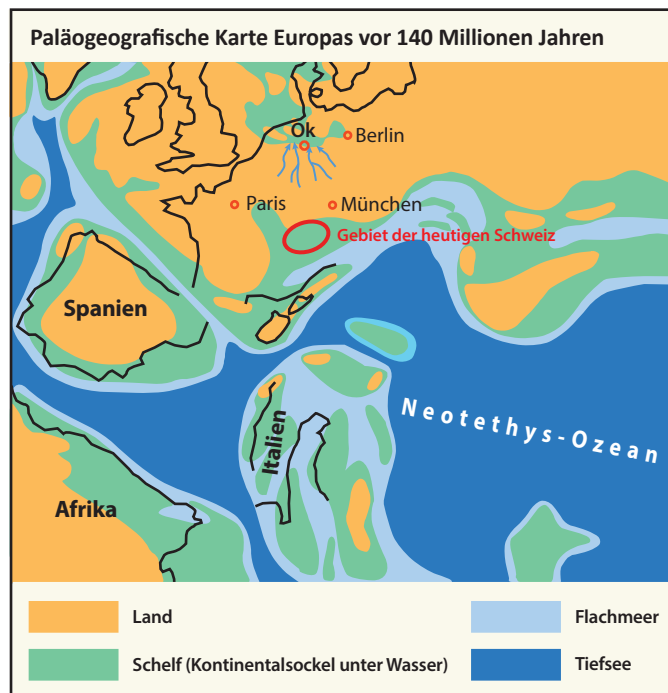 Paläogeografische Karte Europas vor 140 Millionen Jahren
Ok
Berlin
Paris
München
Gebiet der heutigen Schweiz
Spanien
Neotethys-Ozean
Italien
Afrika
Land
Flachmeer
Schelf (Kontinentalsockel unter Wasser)
Tiefsee